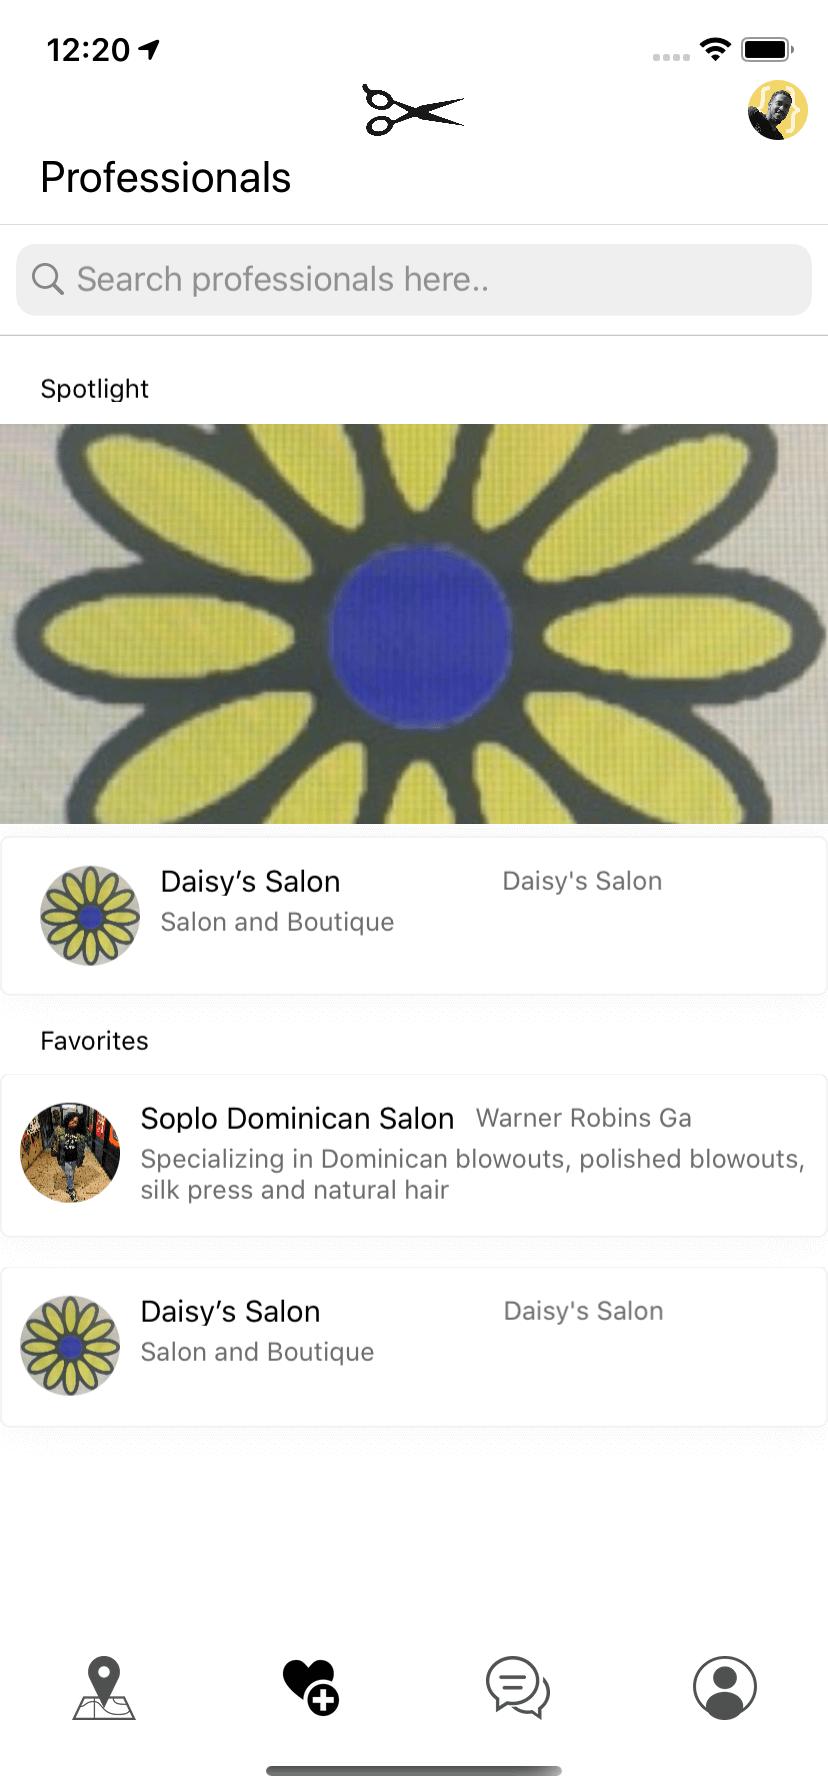 12:20
Professionals
Search professionals here..
Spotlight
Daisy’s Salon
Daisy's Salon
Salon and Boutique
Favorites
Soplo Dominican Salon
Warner Robins Ga
Specializing in Dominican blowouts, polished blowouts,
silk press and natural hair
Daisy’s Salon
Daisy's Salon
Salon and Boutique